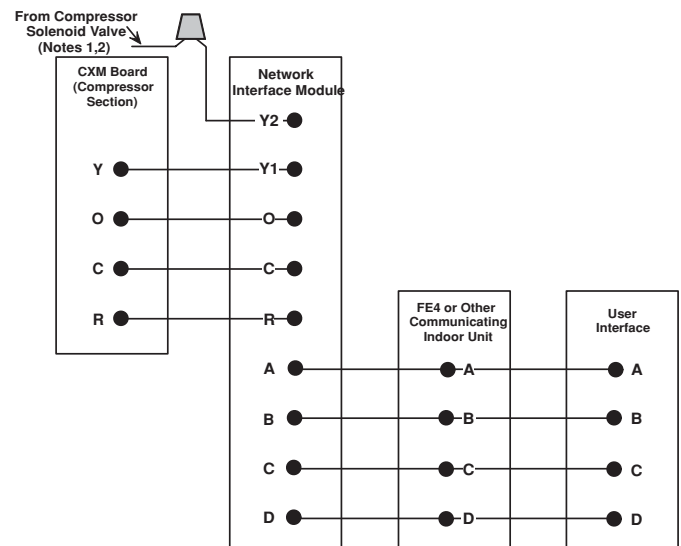 From Compressor
Solenoid Valve
(Notes 1,2)
CXM Board
(Compressor
Section)
Network
Interface Module
Y2
Y
Y1
O
O
C
C
R
R
FE4 or Other
Communicating
Indoor Unit
User
Interface
A
A
A
B
B
B
C
C
C
D
D
D